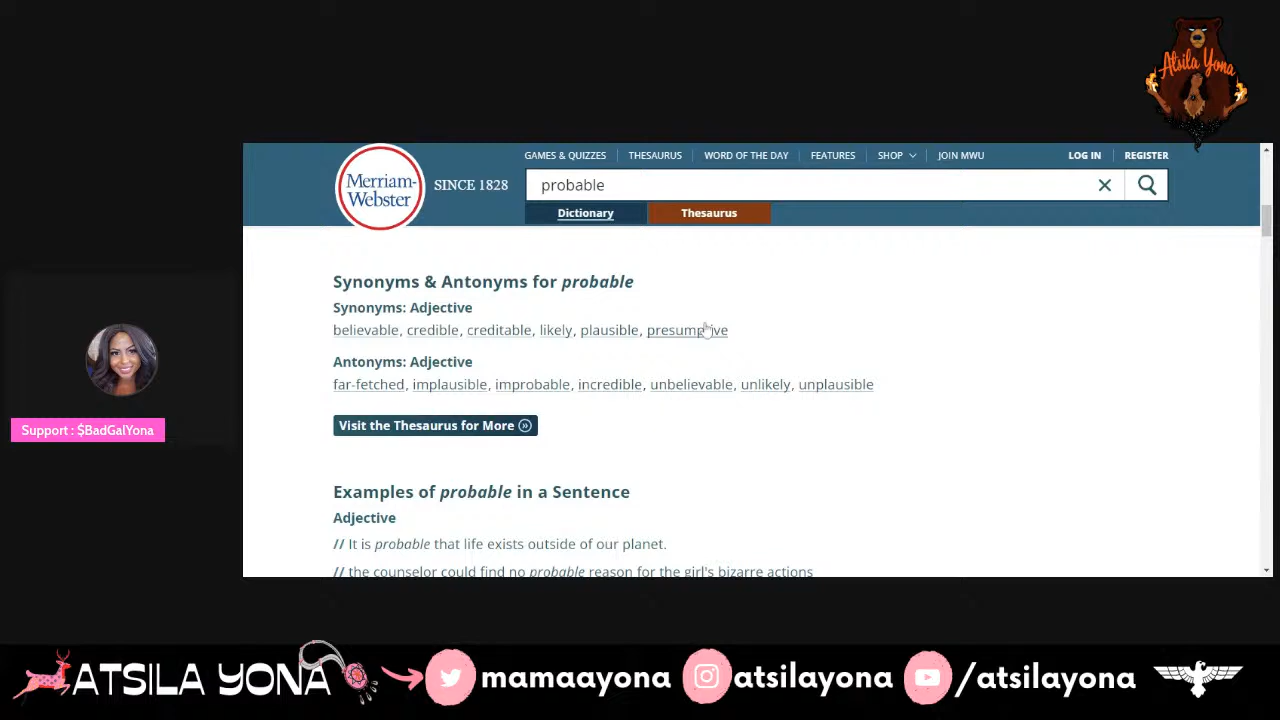 Atsila Yona
GAMES & QUIZZES THESAURUS WORD OF THE DAY FEATURES SHOP JOIN MWU LOG IN REGISTER
Merriam-
Webster
SINCE 1828
probable
Dictionary Thesaurus
Synonyms & Antonyms for probable
Synonyms: Adjective
believable, credible, creditable, likely, plausible, presumptive
Antonyms: Adjective
far-fetched, implausible, improbable, incredible, unbelievable, unlikely, unplausible
Visit the Thesaurus for More
Examples of probable in a Sentence
Adjective
// It is probable that life exists outside of our planet.
// the counselor could find no probable reason for the girl's bizarre actions
Support : $BadGalYona
ATSILA YONA mamaayona atsilayona /atsilayona